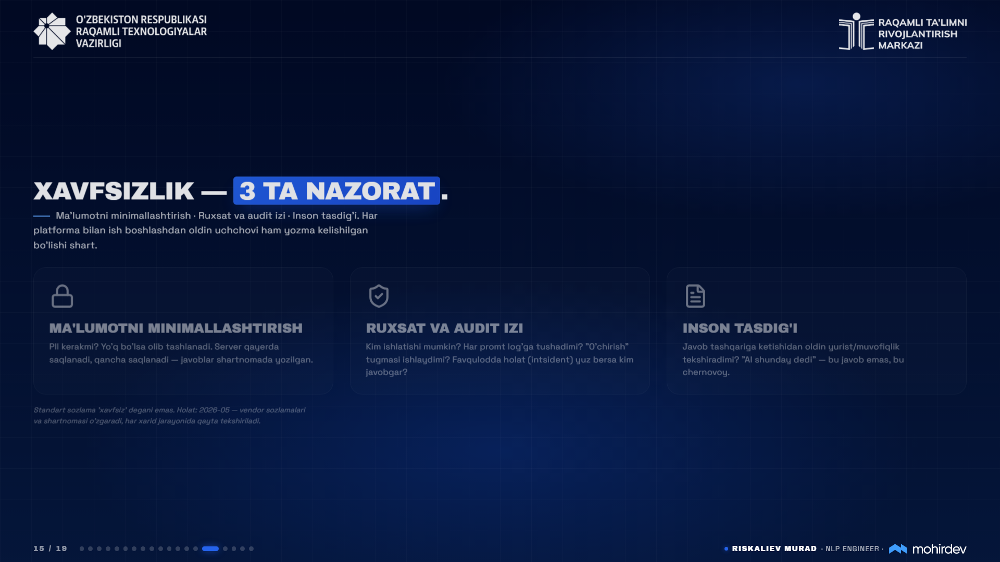 O'ZBEKISTON RESPUBLIKASI
RAQAMLI TEXNOLOGIYALAR
VAZIRLIGI
RAQAMLI TA'LIMNI
RIVOJLANTIRISH
MARKAZI
XAVFSIZLIK — 3 TA NAZORAT.
Ma'lumotni minimallashtirish · Ruxsat va audit izi · Inson tasdig'i. Har
platforma bilan ish boshlashdan oldin uchchovi ham yozma kelishilgan
bo'lishi shart.
MA'LUMOTNI MINIMALLASHTIRISH
PII kerakmi? Yo'q bo'lsa olib tashlanadi. Server qayerda
saqlanadi, qancha saqlanadi — javoblar shartnomada yozilgan.
RUXSAT VA AUDIT IZI
Kim ishlatishi mumkin? Har promt log'ga tushadimi? "O'chirish"
tugmasi ishlaydimi? Favqulodda holat (intsident) yuz bersa kim
javobgar?
INSON TASDIG'I
Javob tashqariga ketishidan oldin yurist/muvofiqlik
tekshiradimi? "AI shunday dedi" — bu javob emas, bu
chernovoy.
Standart sozlama 'xavfsiz' degani emas. Holat: 2026-05 — vendor sozlamalari
va shartnomasi o'zgaradi, har xarid jarayonida qayta tekshiriladi.
15 / 19
RISKALIEV MURAD · NLP ENGINEER · mohirdev